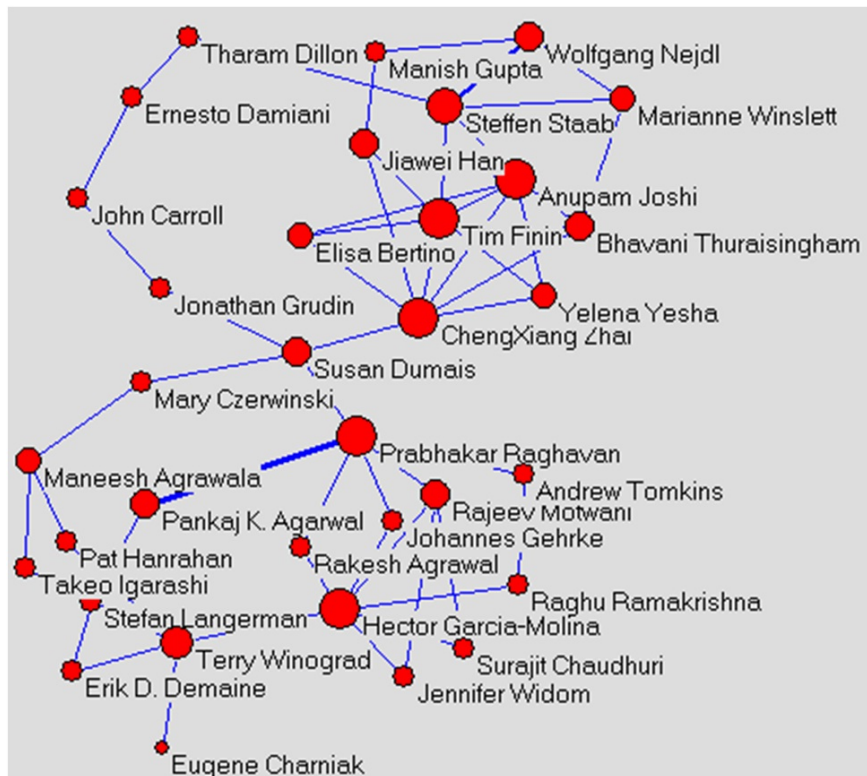 Tharam Dillon
Manish Gupta
Wolfgang Nejdl
Ernesto Damiani
Steffen Staab
Marianne Winslett
Jiawei Han
John Carroll
Anupam Joshi
Elisa Bertino
Tim Finin
Bhavani Thuraisingham
Jonathan Grudin
Yelena Yesha
ChengXiang Zhai
Susan Dumais
Mary Czerwinski
Prabhakar Raghavan
Maneesh Agrawala
Andrew Tomkins
Pankaj K. Agarwal
Rajeev Motwani
Johannes Gehrke
Pat Hanrahan
Rakesh Agrawal
Takeo Igarashi
Raghu Ramakrishna
Stefan Langerman
Hector Garcia-Molina
Terry Winograd
Surajit Chaudhuri
Erik D. Demaine
Jennifer Widom
Eugene Charniak